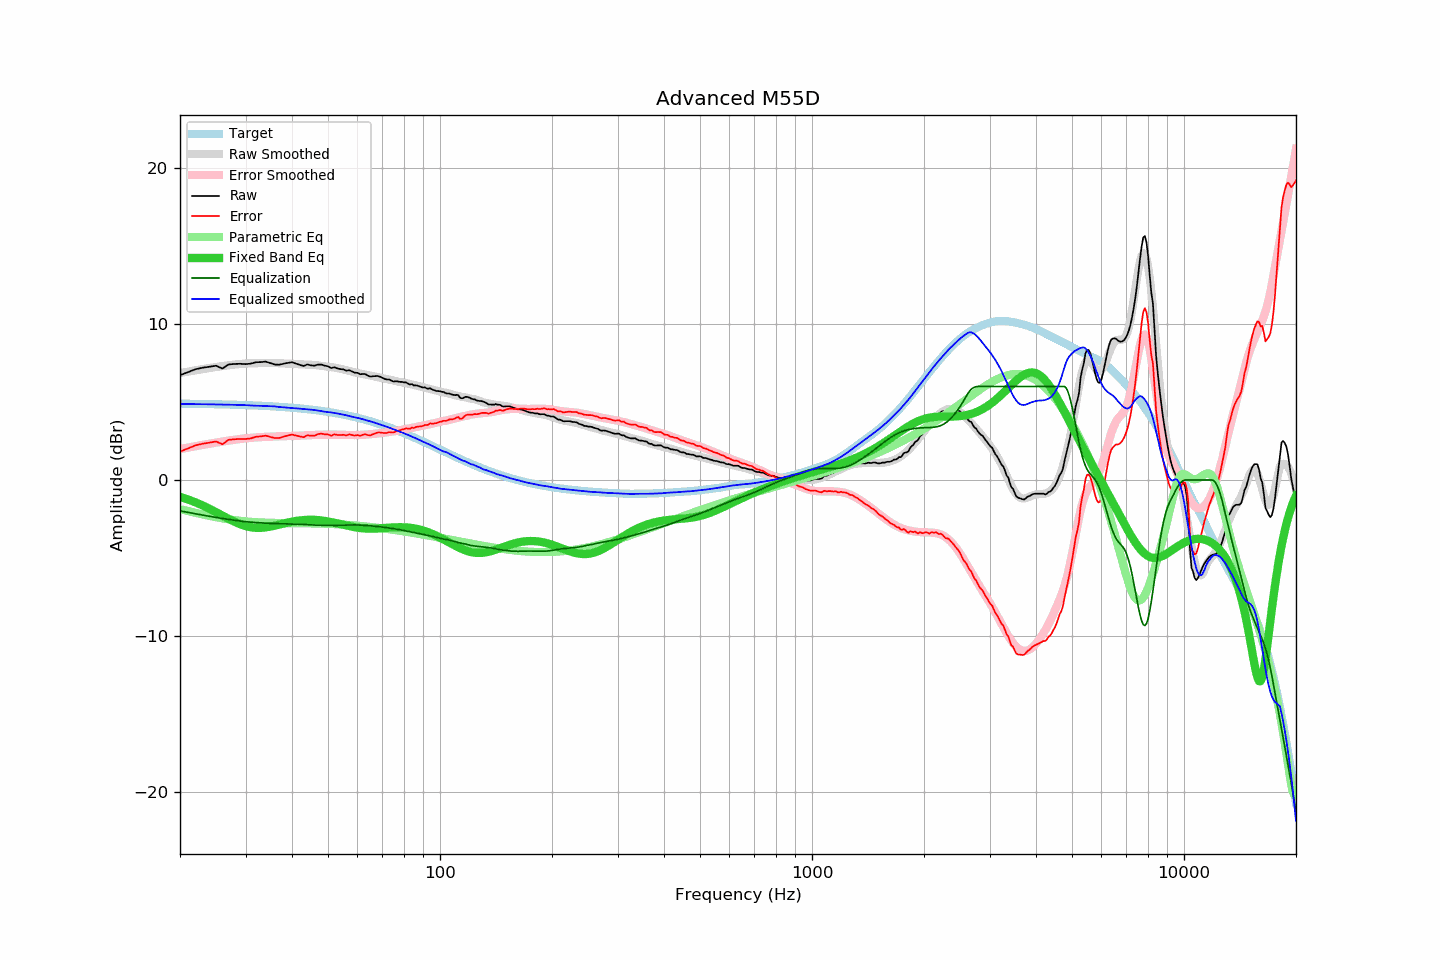 Advanced M55D
Target
Raw Smoothed
Error Smoothed
Raw
Error
Parametric Eq
Fixed Band Eq
Equalization
Equalized smoothed
20
10
0
−10
−20
Amplitude (dBr)
100
1000
10000
Frequency (Hz)